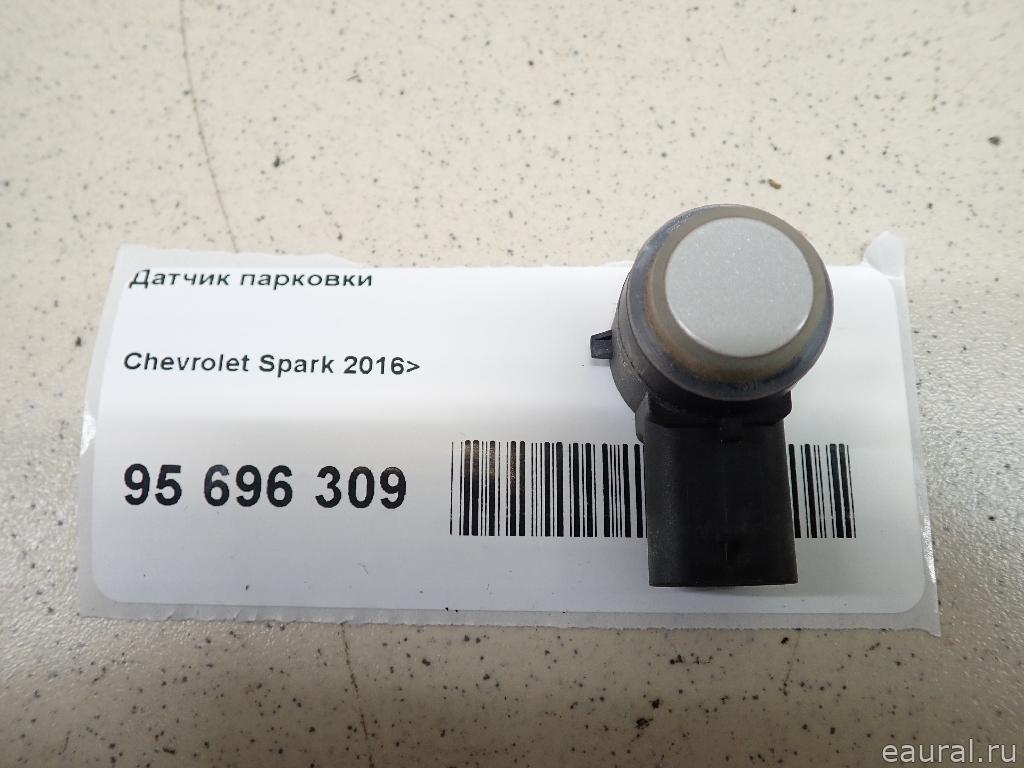 Датчик парковки
Chevrolet Spark 2016>
95 696 309
eaural.ru